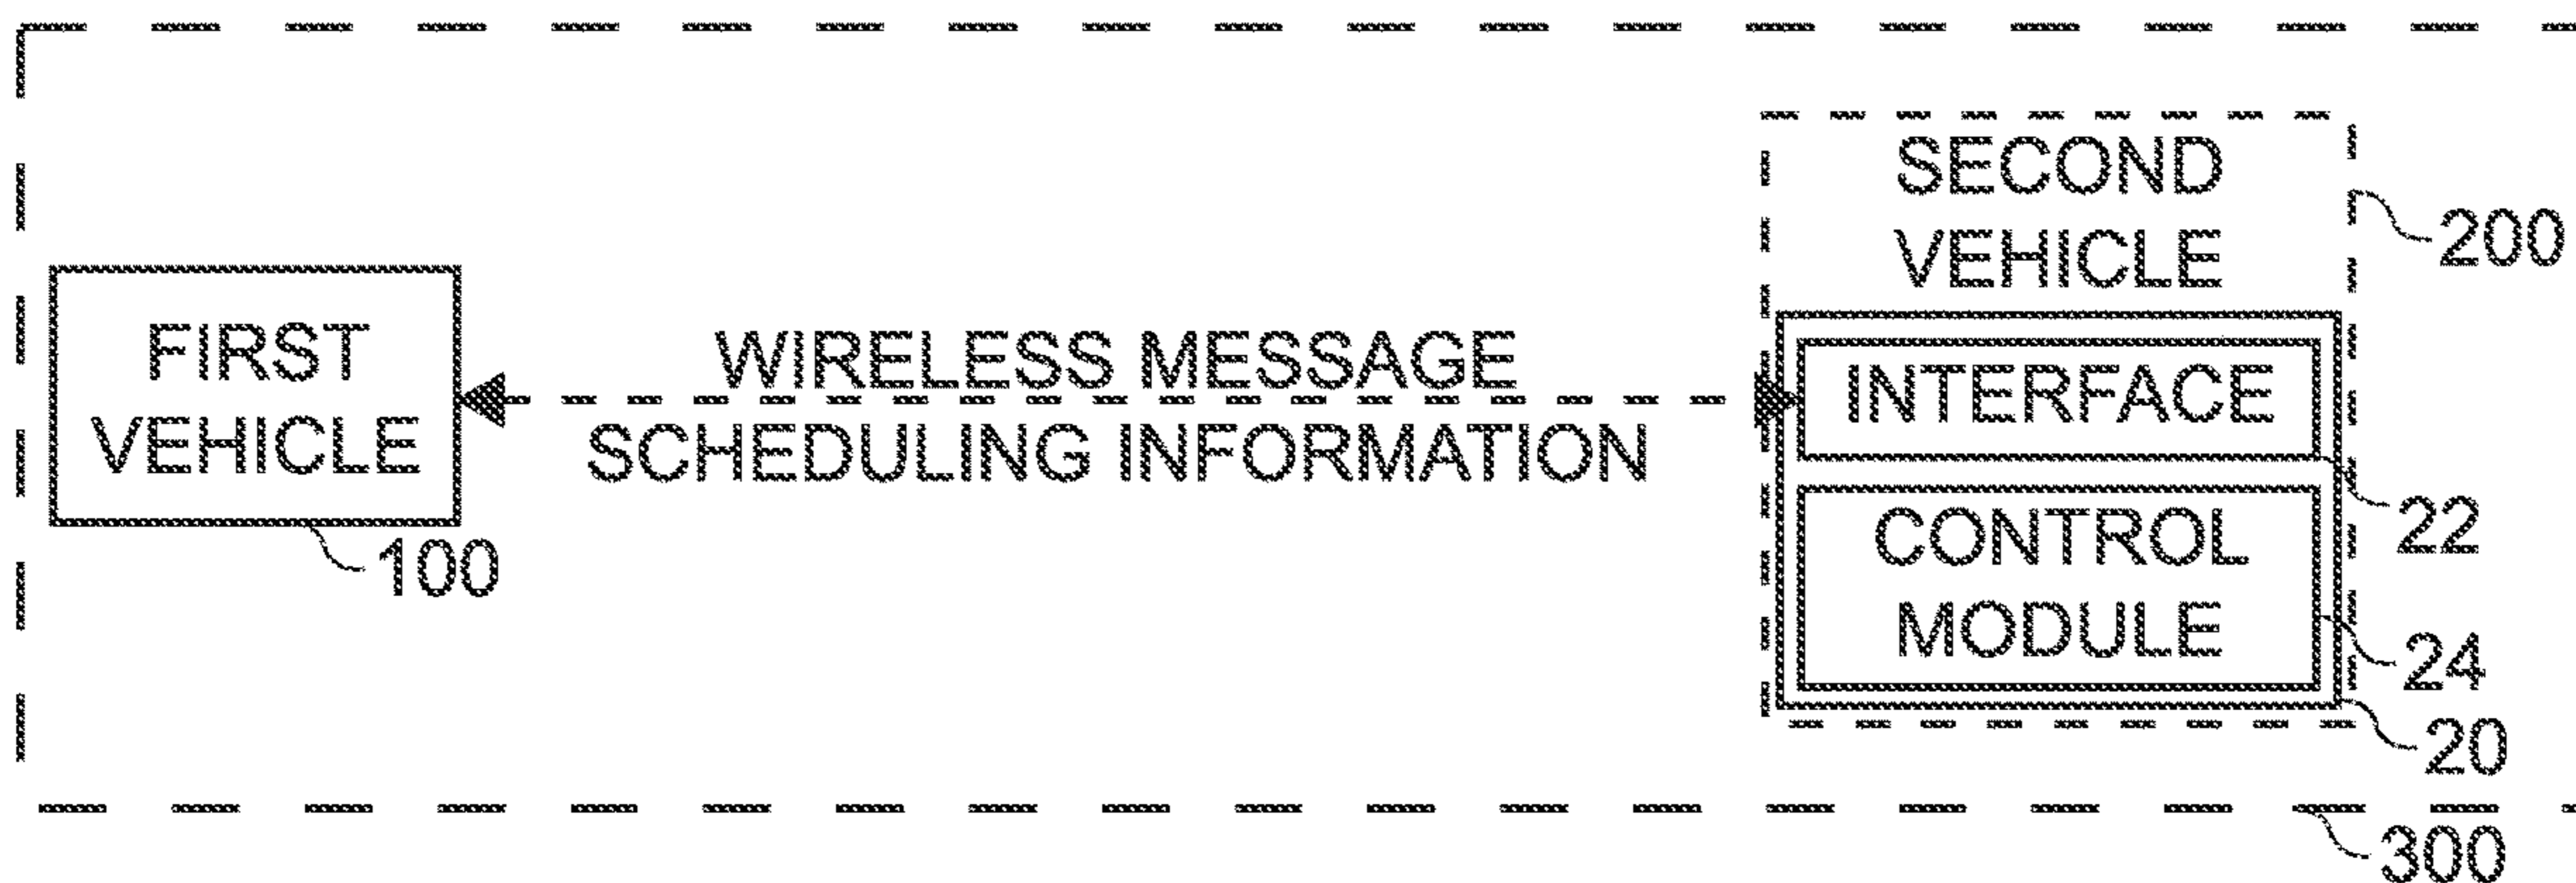 SECOND
VEHICLE
200
FIRST
VEHICLE
100
WIRELESS MESSAGE
SCHEDULING INFORMATION
INTERFACE
22
CONTROL
MODULE
24
20
300